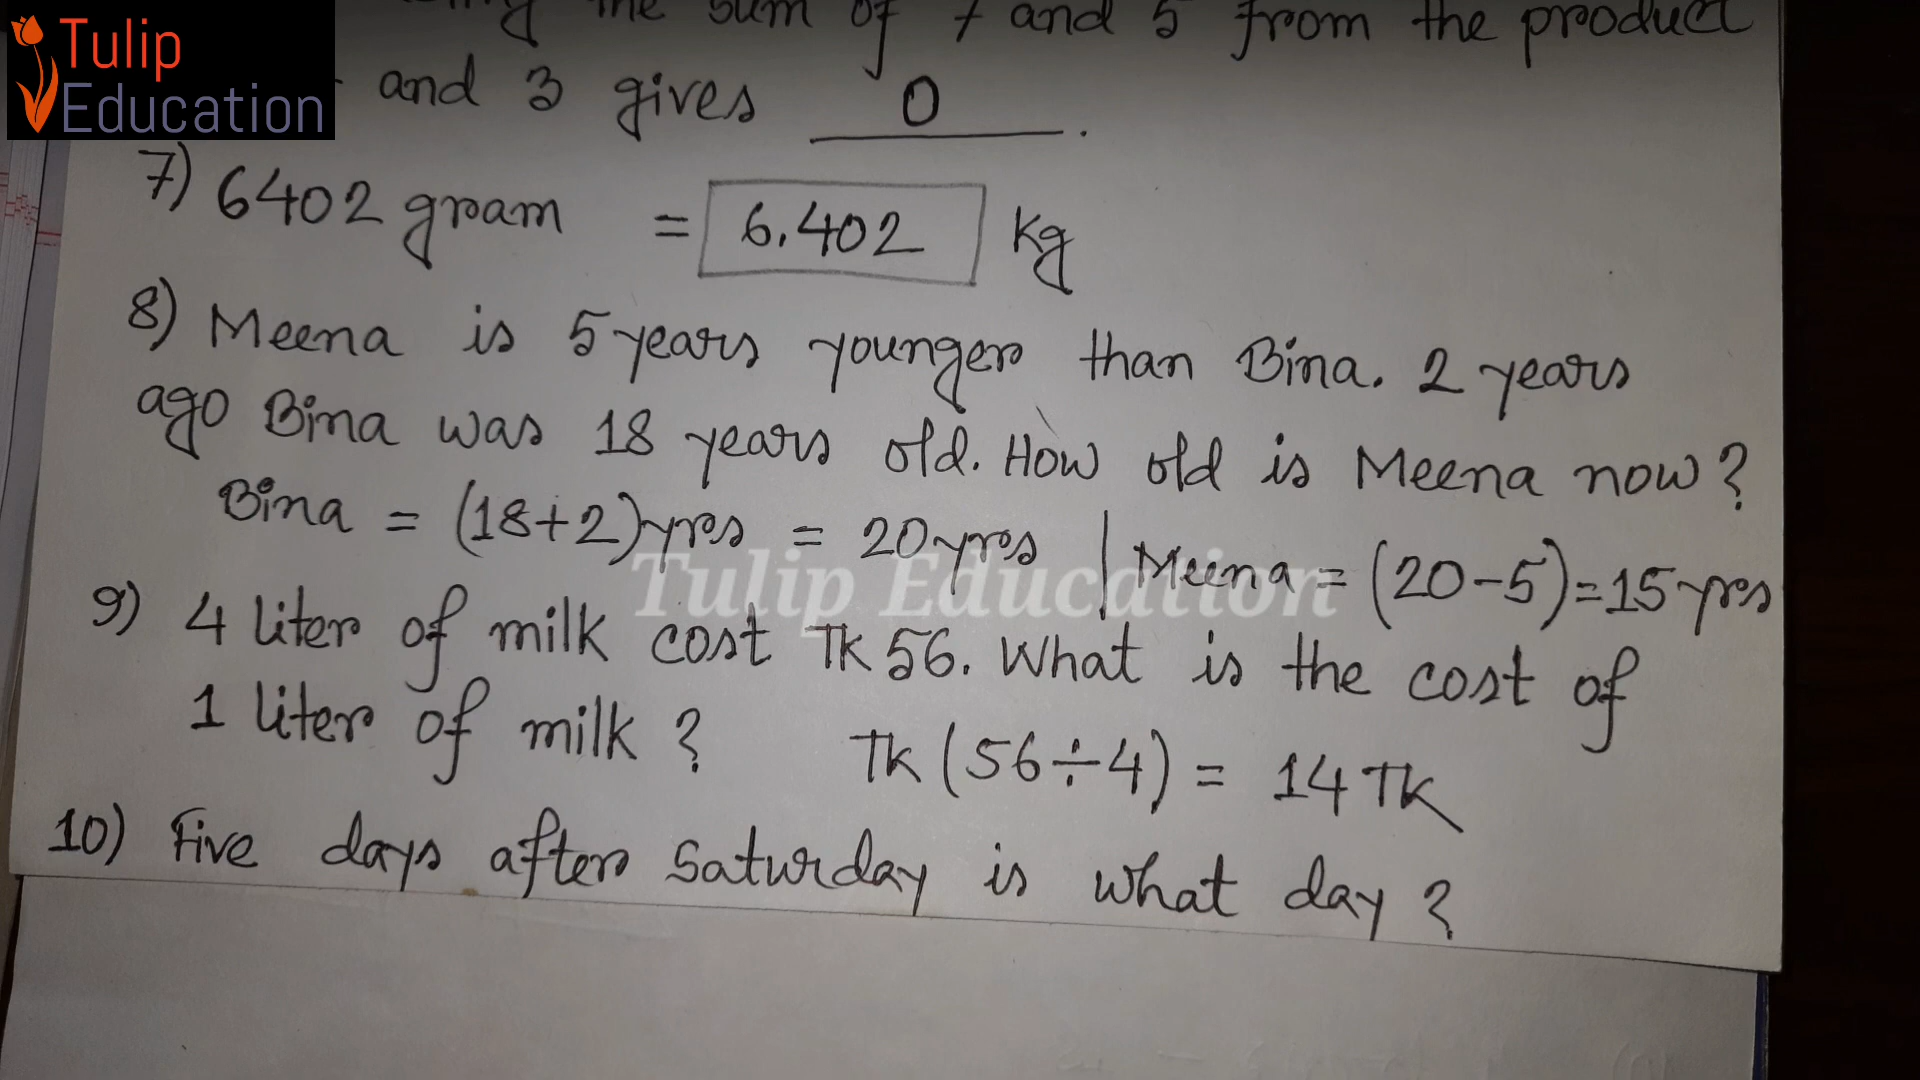 Tulip
Education
the sum of 7 and 5 from the product
and 3 gives 0.
7) 6402 gram = 6.402 kg
8) Meena is 5 years younger than Bina. 2 years
ago Bina was 18 years old. How old is Meena now?
Bina = (18+2)yrs = 20yrs | Meena = (20-5)=15yrs
Tulip Education
9) 4 liter of milk cost Tk 56. What is the cost of
1 liter of milk? Tk (56÷4) = 14 TK
10) Five days after Saturday is what day?